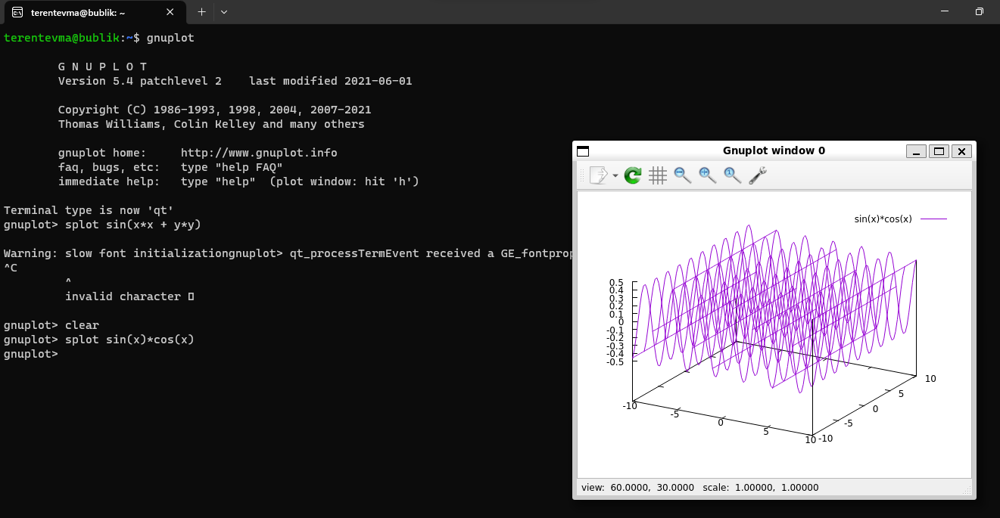 terentevma@bublik: ~
terentevma@bublik:~$ gnuplot
G N U P L O T
Version 5.4 patchlevel 2    last modified 2021-06-01
Copyright (C) 1986-1993, 1998, 2004, 2007-2021
Thomas Williams, Colin Kelley and many others
gnuplot home:     http://www.gnuplot.info
faq, bugs, etc:   type "help FAQ"
immediate help:   type "help"  (plot window: hit 'h')
Terminal type is now 'qt'
gnuplot> splot sin(x*x + y*y)
Warning: slow font initializationgnuplot> qt_processTermEvent received a GE_fontprop
^C
^
invalid character
gnuplot> clear
gnuplot> splot sin(x)*cos(x)
gnuplot>
Gnuplot window 0
sin(x)*cos(x)
0.5
0.4
0.3
0.2
0.1
0
-0.1
-0.2
-0.3
-0.4
-0.5
-10
-5
0
5
10
-10
-5
0
5
10
view:  60.0000,  30.0000   scale:  1.00000,  1.00000